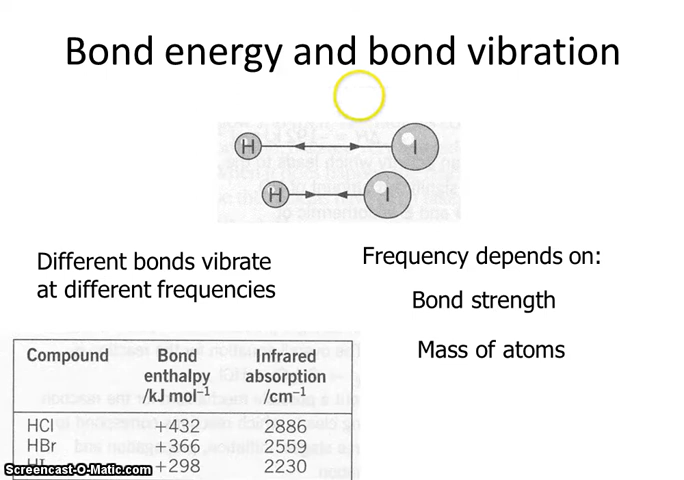 Bond energy and bond vibration
H I
H I
Different bonds vibrate
at different frequencies
Frequency depends on:
Bond strength
Mass of atoms
Compound Bond Infrared
enthalpy absorption
/kJ mol⁻¹ /cm⁻¹
HCl +432 2886
HBr +366 2559
HI +298 2230
Screencast-O-Matic.com